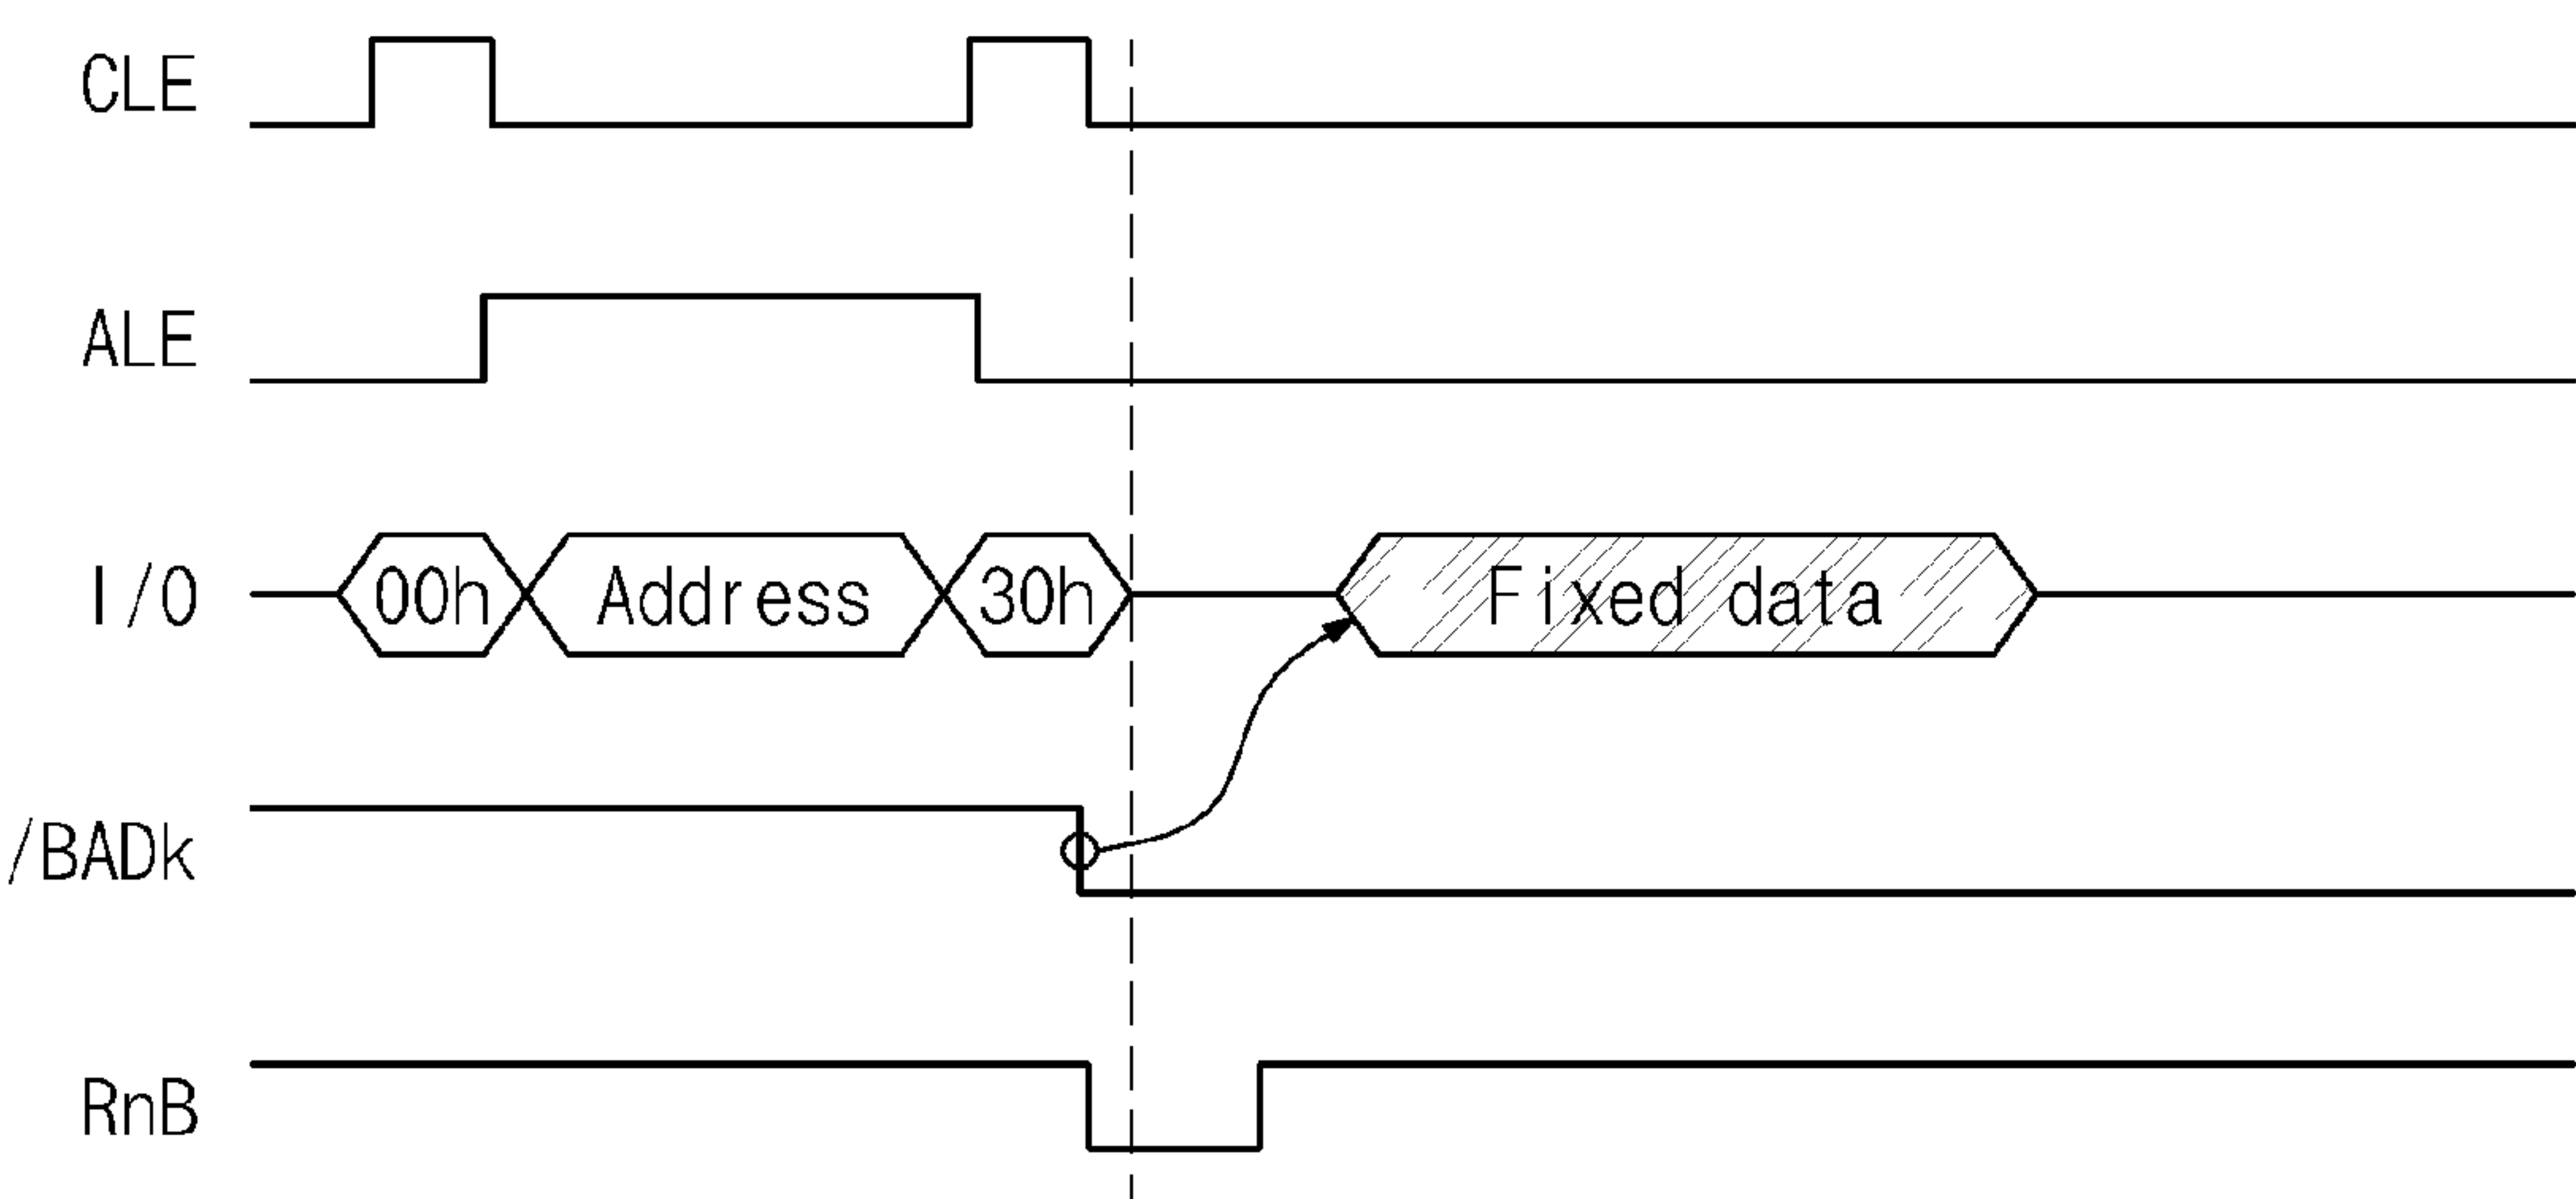 CLE
ALE
I/O 00h Address 30h Fixed data
/BADk
RnB